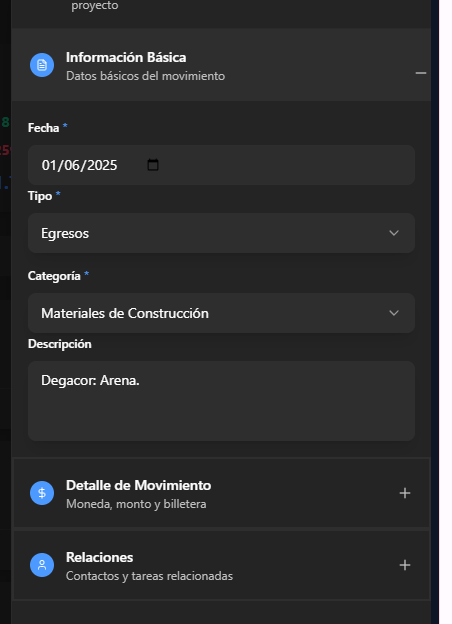 proyecto
Información Básica
Datos básicos del movimiento
Fecha *
01/06/2025
Tipo *
Egresos
Categoría *
Materiales de Construcción
Descripción
Degacor: Arena.
Detalle de Movimiento
Moneda, monto y billetera
Relaciones
Contactos y tareas relacionadas